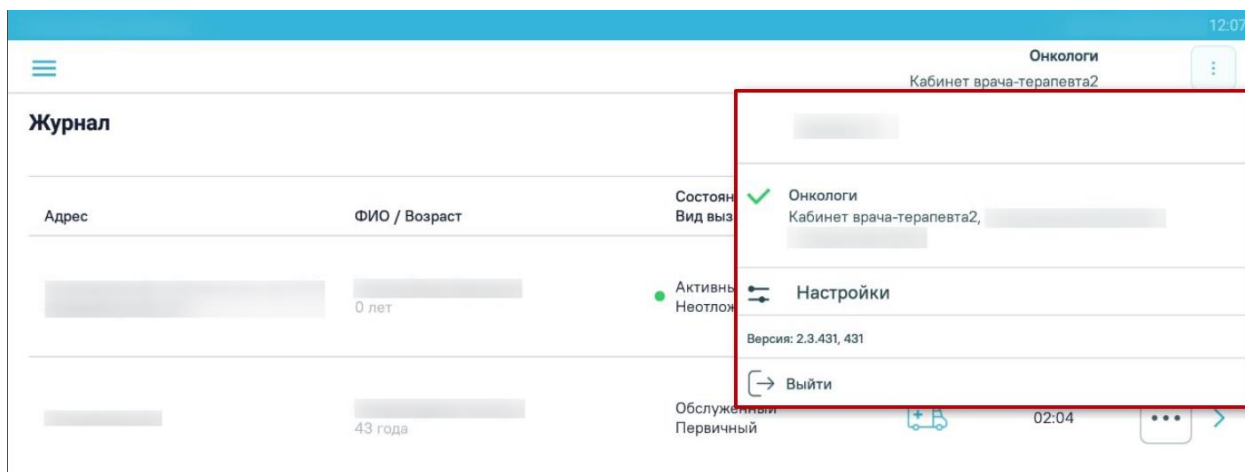 12:07
Онкологи
Кабинет врача-терапевта2
Журнал
Адрес
ФИО / Возраст
Состоян
Вид выз
Онкологи
Кабинет врача-терапевта2,
0 лет
Активны
Неотлож
Настройки
Версия: 2.3.431, 431
Выйти
43 года
Обслуженный
Первичный
02:04